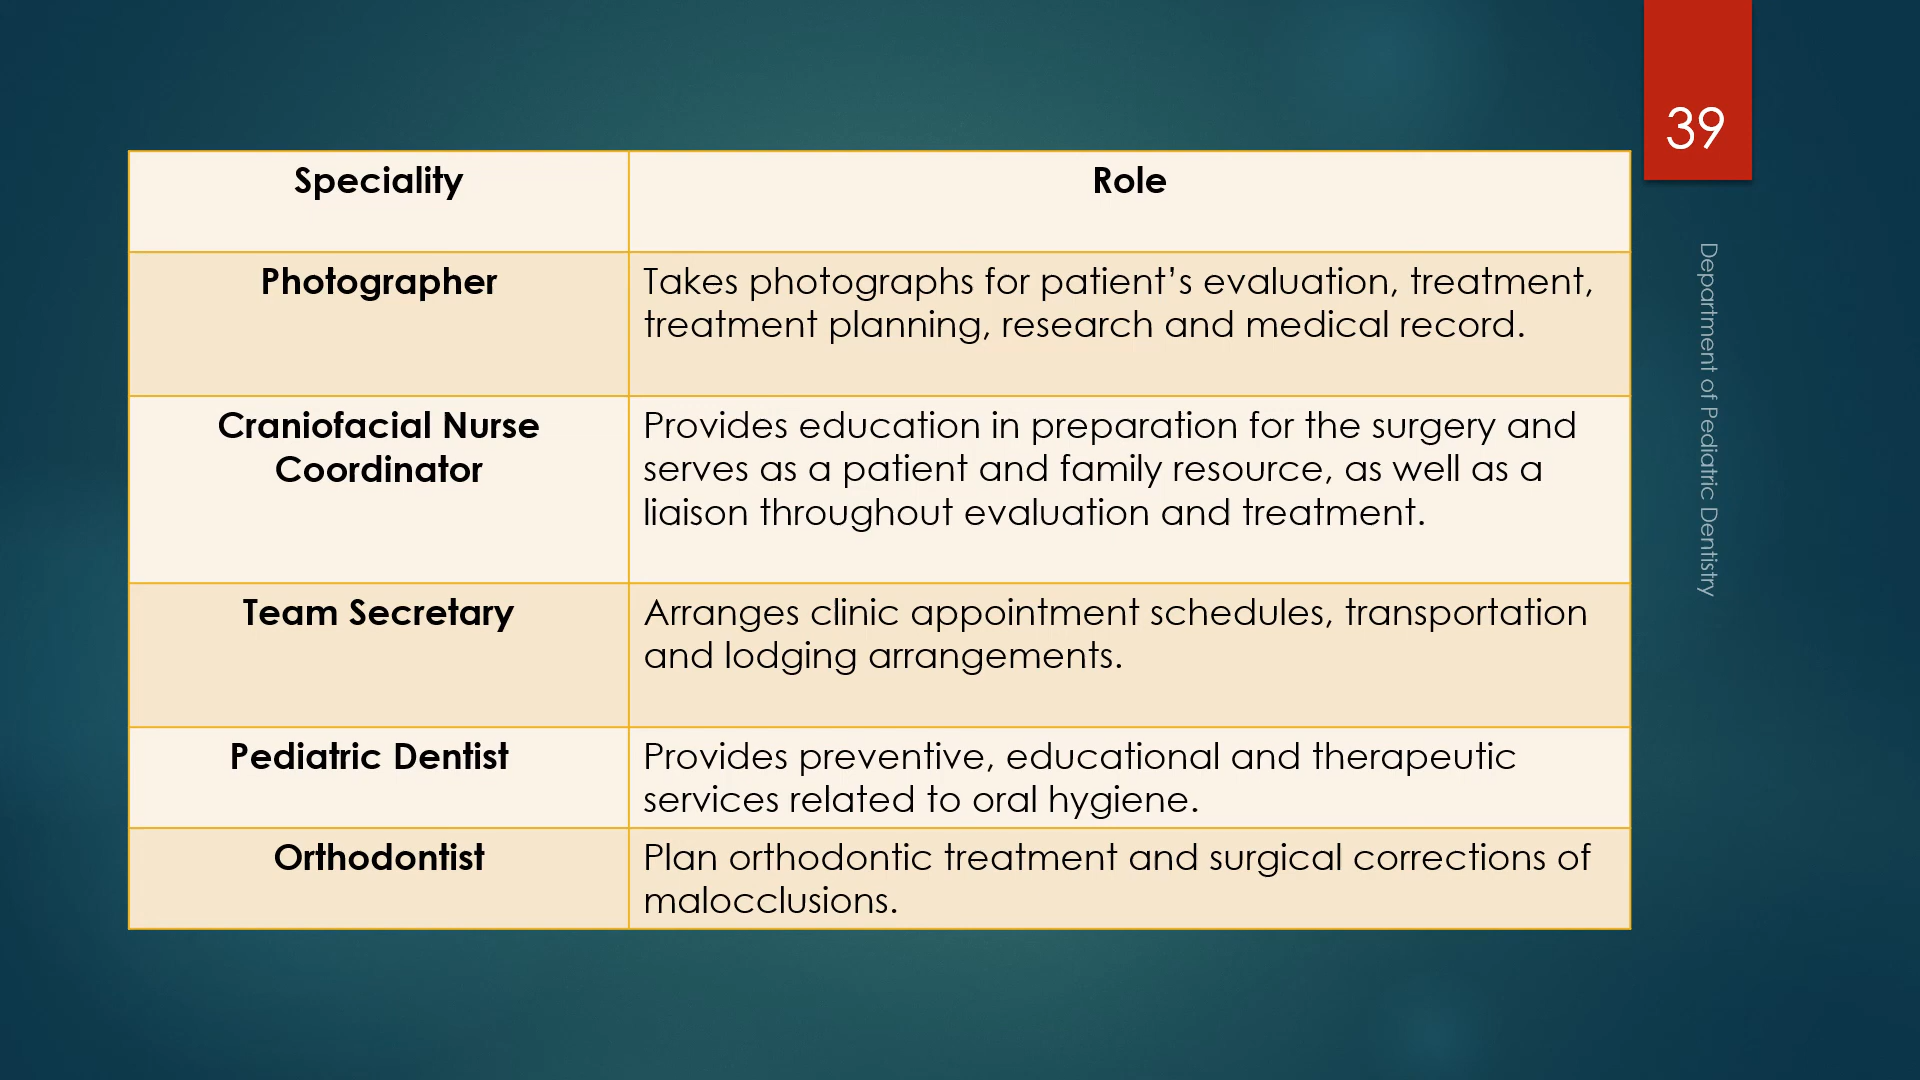 39
Speciality
Role
Photographer
Takes photographs for patient’s evaluation, treatment,
treatment planning, research and medical record.
Craniofacial Nurse
Coordinator
Provides education in preparation for the surgery and
serves as a patient and family resource, as well as a
liaison throughout evaluation and treatment.
Team Secretary
Arranges clinic appointment schedules, transportation
and lodging arrangements.
Pediatric Dentist
Provides preventive, educational and therapeutic
services related to oral hygiene.
Orthodontist
Plan orthodontic treatment and surgical corrections of
malocclusions.
Department of Pediatric Dentistry